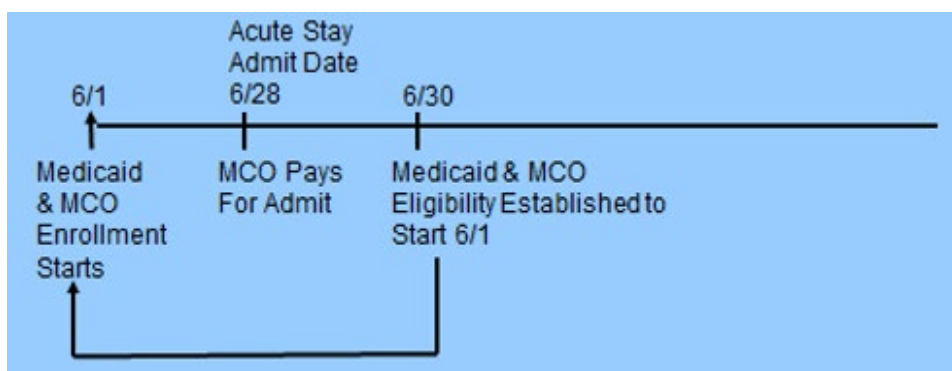 Acute Stay
Admit Date
6/1
6/28
6/30
Medicaid
& MCO
Enrollment
Starts
MCO Pays
For Admit
Medicaid & MCO
Eligibility Established to
Start 6/1